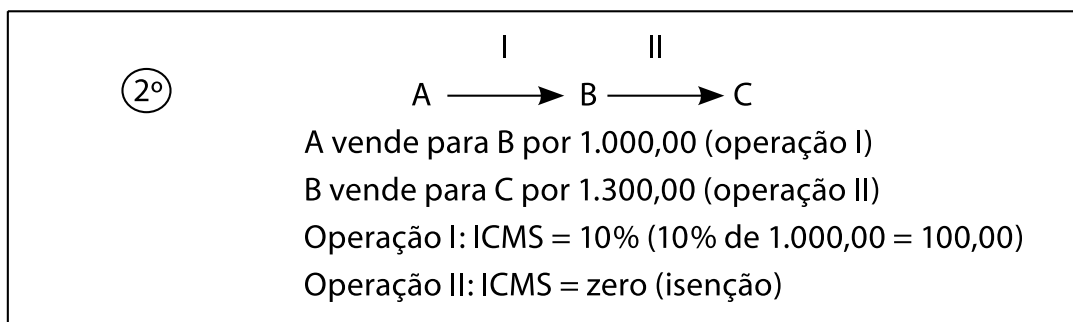 I II
2º A B C
A vende para B por 1.000,00 (operação I)
B vende para C por 1.300,00 (operação II)
Operação I: ICMS = 10% (10% de 1.000,00 = 100,00)
Operação II: ICMS = zero (isenção)